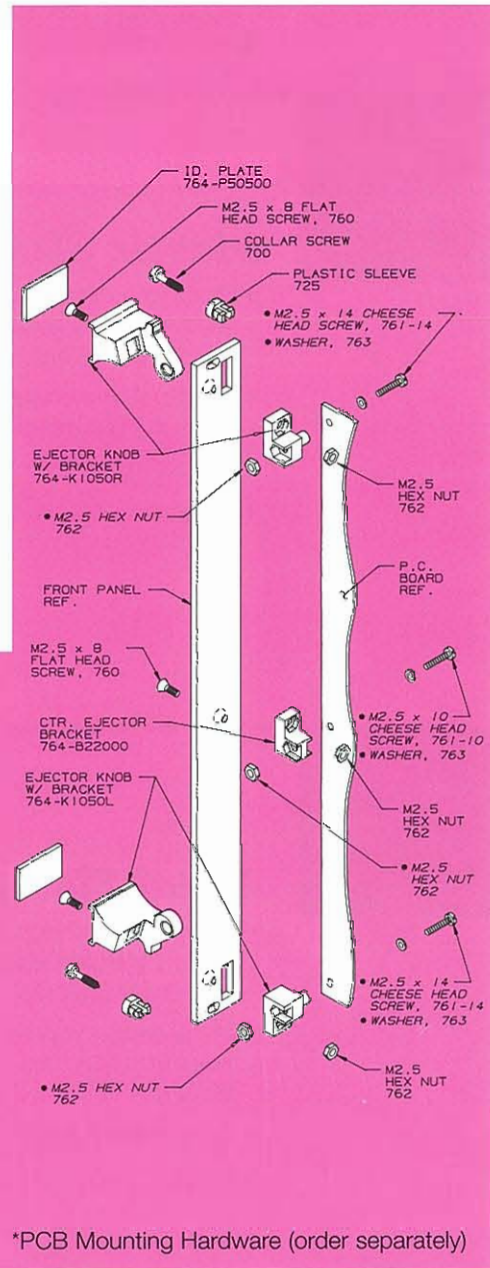 ID. PLATE
764-P50500
M2.5 x 8 FLAT
HEAD SCREW, 760
COLLAR SCREW
700
PLASTIC SLEEVE
725
• M2.5 x 14 CHEESE
HEAD SCREW, 761-14
• WASHER, 763
EJECTOR KNOB
W/ BRACKET
764-K1050R
• M2.5 HEX NUT
762
M2.5
HEX NUT
762
FRONT PANEL
REF.
P.C.
BOARD
REF.
M2.5 x 8
FLAT HEAD
SCREW, 760
CTR. EJECTOR
BRACKET
764-B22000
• M2.5 x 10
CHEESE HEAD
SCREW, 761-10
• WASHER, 763
EJECTOR KNOB
W/ BRACKET
764-K1050L
M2.5
HEX NUT
762
• M2.5
HEX NUT
762
• M2.5 x 14
CHEESE HEAD
SCREW, 761-14
• WASHER, 763
• M2.5 HEX NUT
762
M2.5
HEX NUT
762
*PCB Mounting Hardware (order separately)